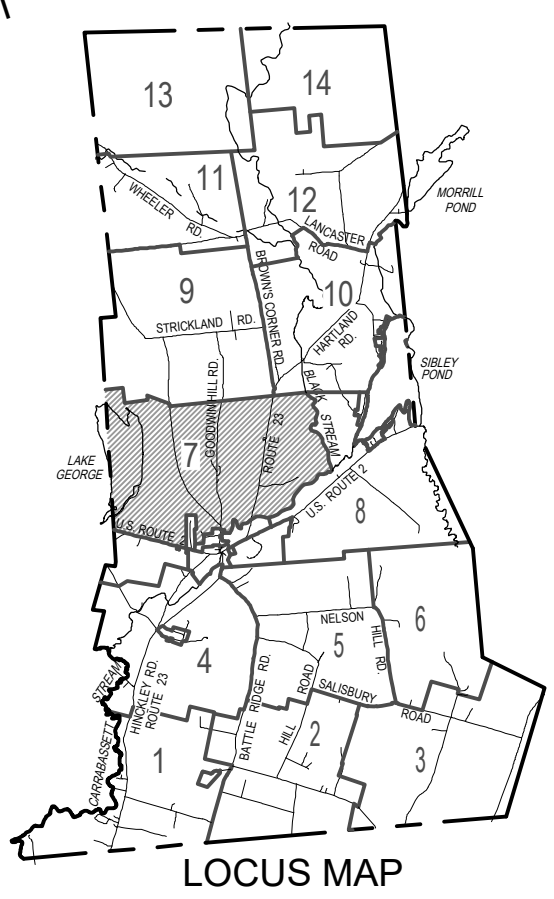 13
14
11
WHEELER
RD.
12
LANCASTER
ROAD
MORRILL
POND
9
STRICKLAND RD.
BROWN'S CORNER RD.
10
HARTLAND
RD.
SIBLEY
POND
GOODWIN HILL RD.
BLACK STREAM
ROUTE 23
7
LAKE
GEORGE
U.S. ROUTE 2
U.S. ROUTE 2
8
NELSON
HILL RD.
5
6
4
HINCKLEY RD.
ROUTE 23
BATTLE RIDGE RD.
HILL ROAD
SALISBURY
ROAD
CARRABASSETT STREAM
1
2
3
LOCUS MAP